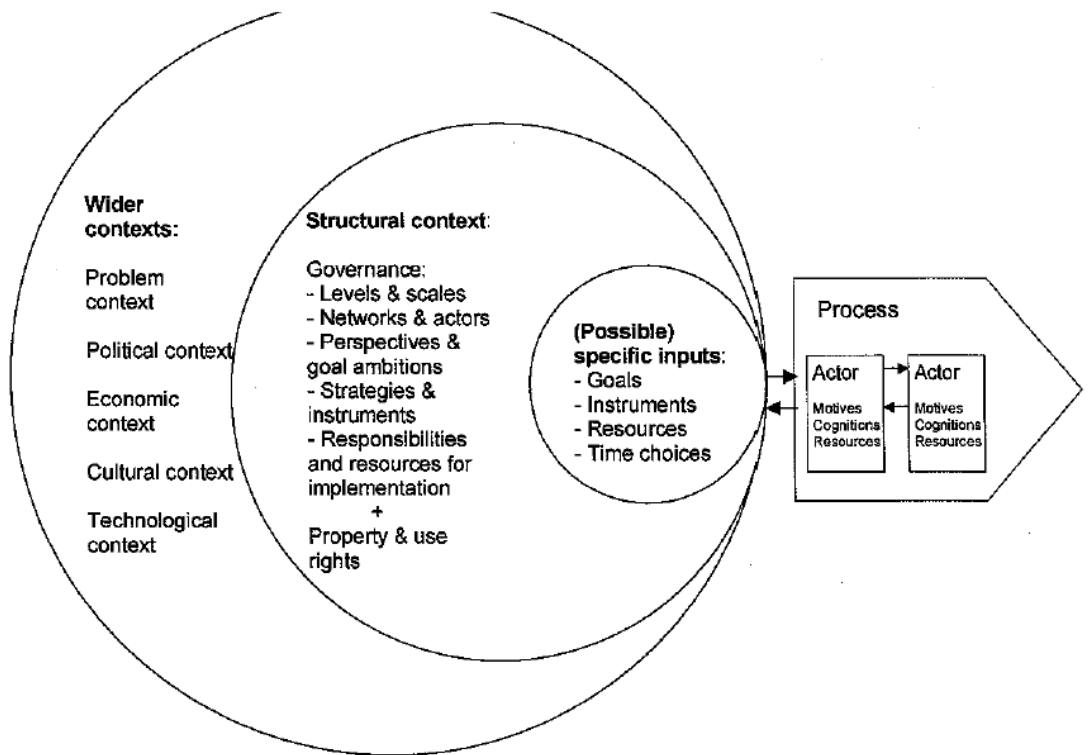 Wider
contexts:
Problem
context
Political context
Economic
context
Cultural context
Technological
context
Structural context:
Governance:
- Levels & scales
- Networks & actors
- Perspectives &
goal ambitions
- Strategies &
instruments
- Responsibilities
and resources for
implementation
+
Property & use
rights
(Possible)
specific inputs:
- Goals
- Instruments
- Resources
- Time choices
Process
Actor
Motives
Cognitions
Resources
Actor
Motives
Cognitions
Resources